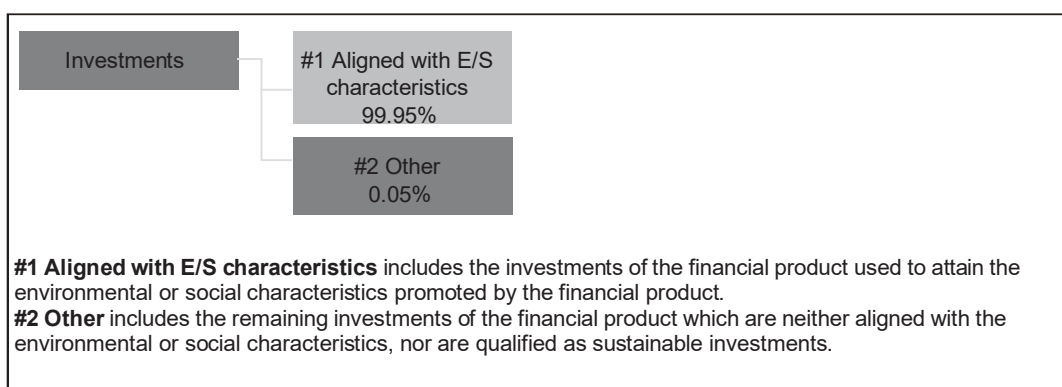 Investments
#1 Aligned with E/S
characteristics
99.95%
#2 Other
0.05%
#1 Aligned with E/S characteristics includes the investments of the financial product used to attain the
environmental or social characteristics promoted by the financial product.
#2 Other includes the remaining investments of the financial product which are neither aligned with the
environmental or social characteristics, nor are qualified as sustainable investments.